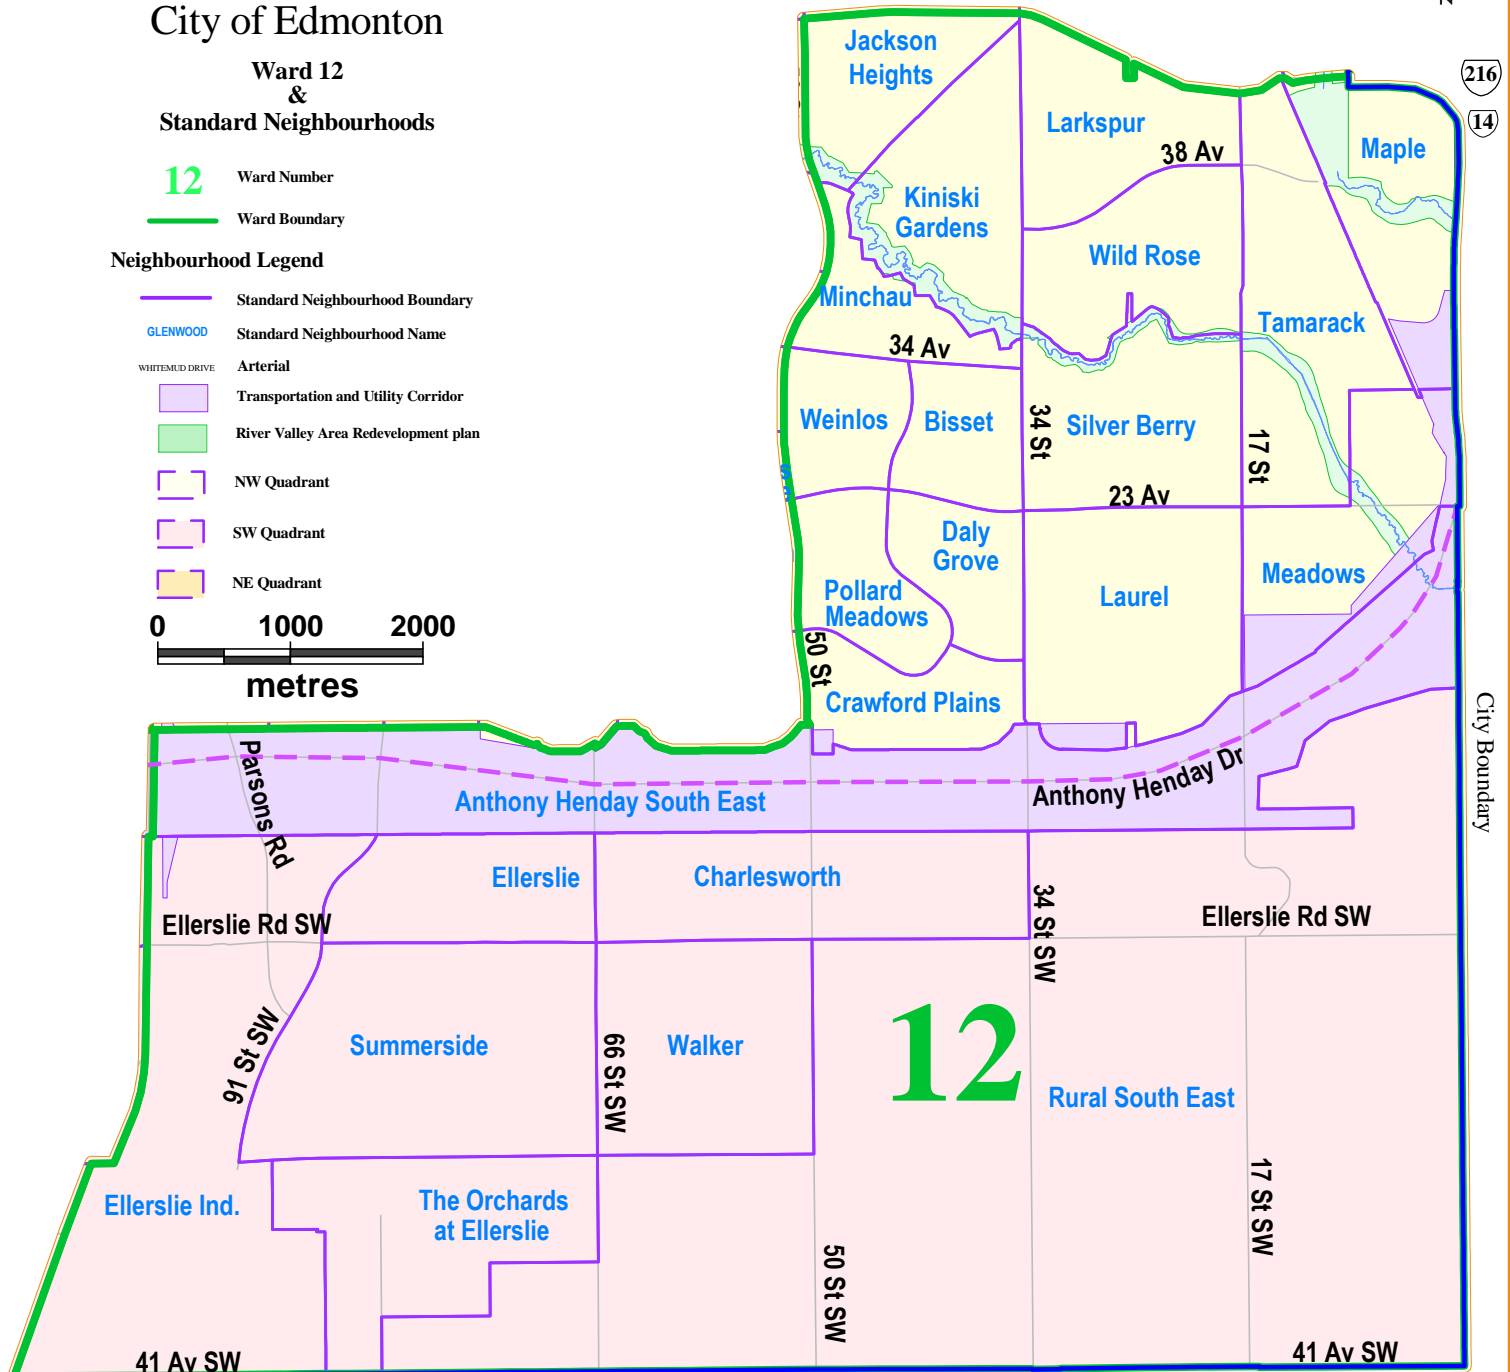 City of Edmonton
Ward 12
&
Standard Neighbourhoods
12 Ward Number
Ward Boundary
Neighbourhood Legend
Standard Neighbourhood Boundary
GLENWOOD Standard Neighbourhood Name
WHITEMUD DRIVE Arterial
Transportation and Utility Corridor
River Valley Area Redevelopment plan
NW Quadrant
SW Quadrant
NE Quadrant
0 1000 2000
metres
216
14
Jackson
Heights
Larkspur
38 Av
Maple
Kiniski
Gardens
Wild Rose
Minchau
Tamarack
34 Av
Weinlos
Bisset
34 St
Silver Berry
17 St
23 Av
Daly
Grove
Pollard
Meadows
Laurel
Meadows
50 St
Crawford Plains
City Boundary
Parsons Rd
Anthony Henday South East
Anthony Henday Dr
Ellerslie
Charlesworth
34 St SW
Ellerslie Rd SW
Ellerslie Rd SW
91 St SW
Summerside
66 St SW
Walker
12
Rural South East
Ellerslie Ind.
The Orchards
at Ellerslie
17 St SW
50 St SW
41 Av SW
41 Av SW